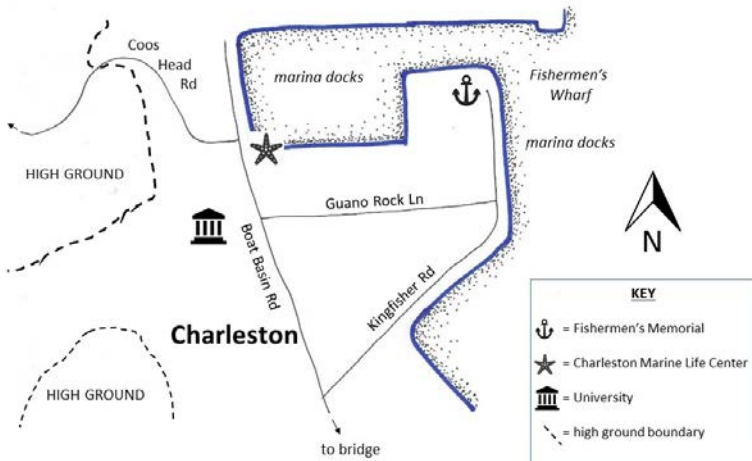 Coos
Head
Rd
marina docks
Fishermen's
Wharf
marina docks
HIGH GROUND
Guano Rock Ln
Boat Basin Rd
Kingfisher Rd
N
Charleston
HIGH GROUND
to bridge
KEY
= Fishermen's Memorial
= Charleston Marine Life Center
= University
= high ground boundary